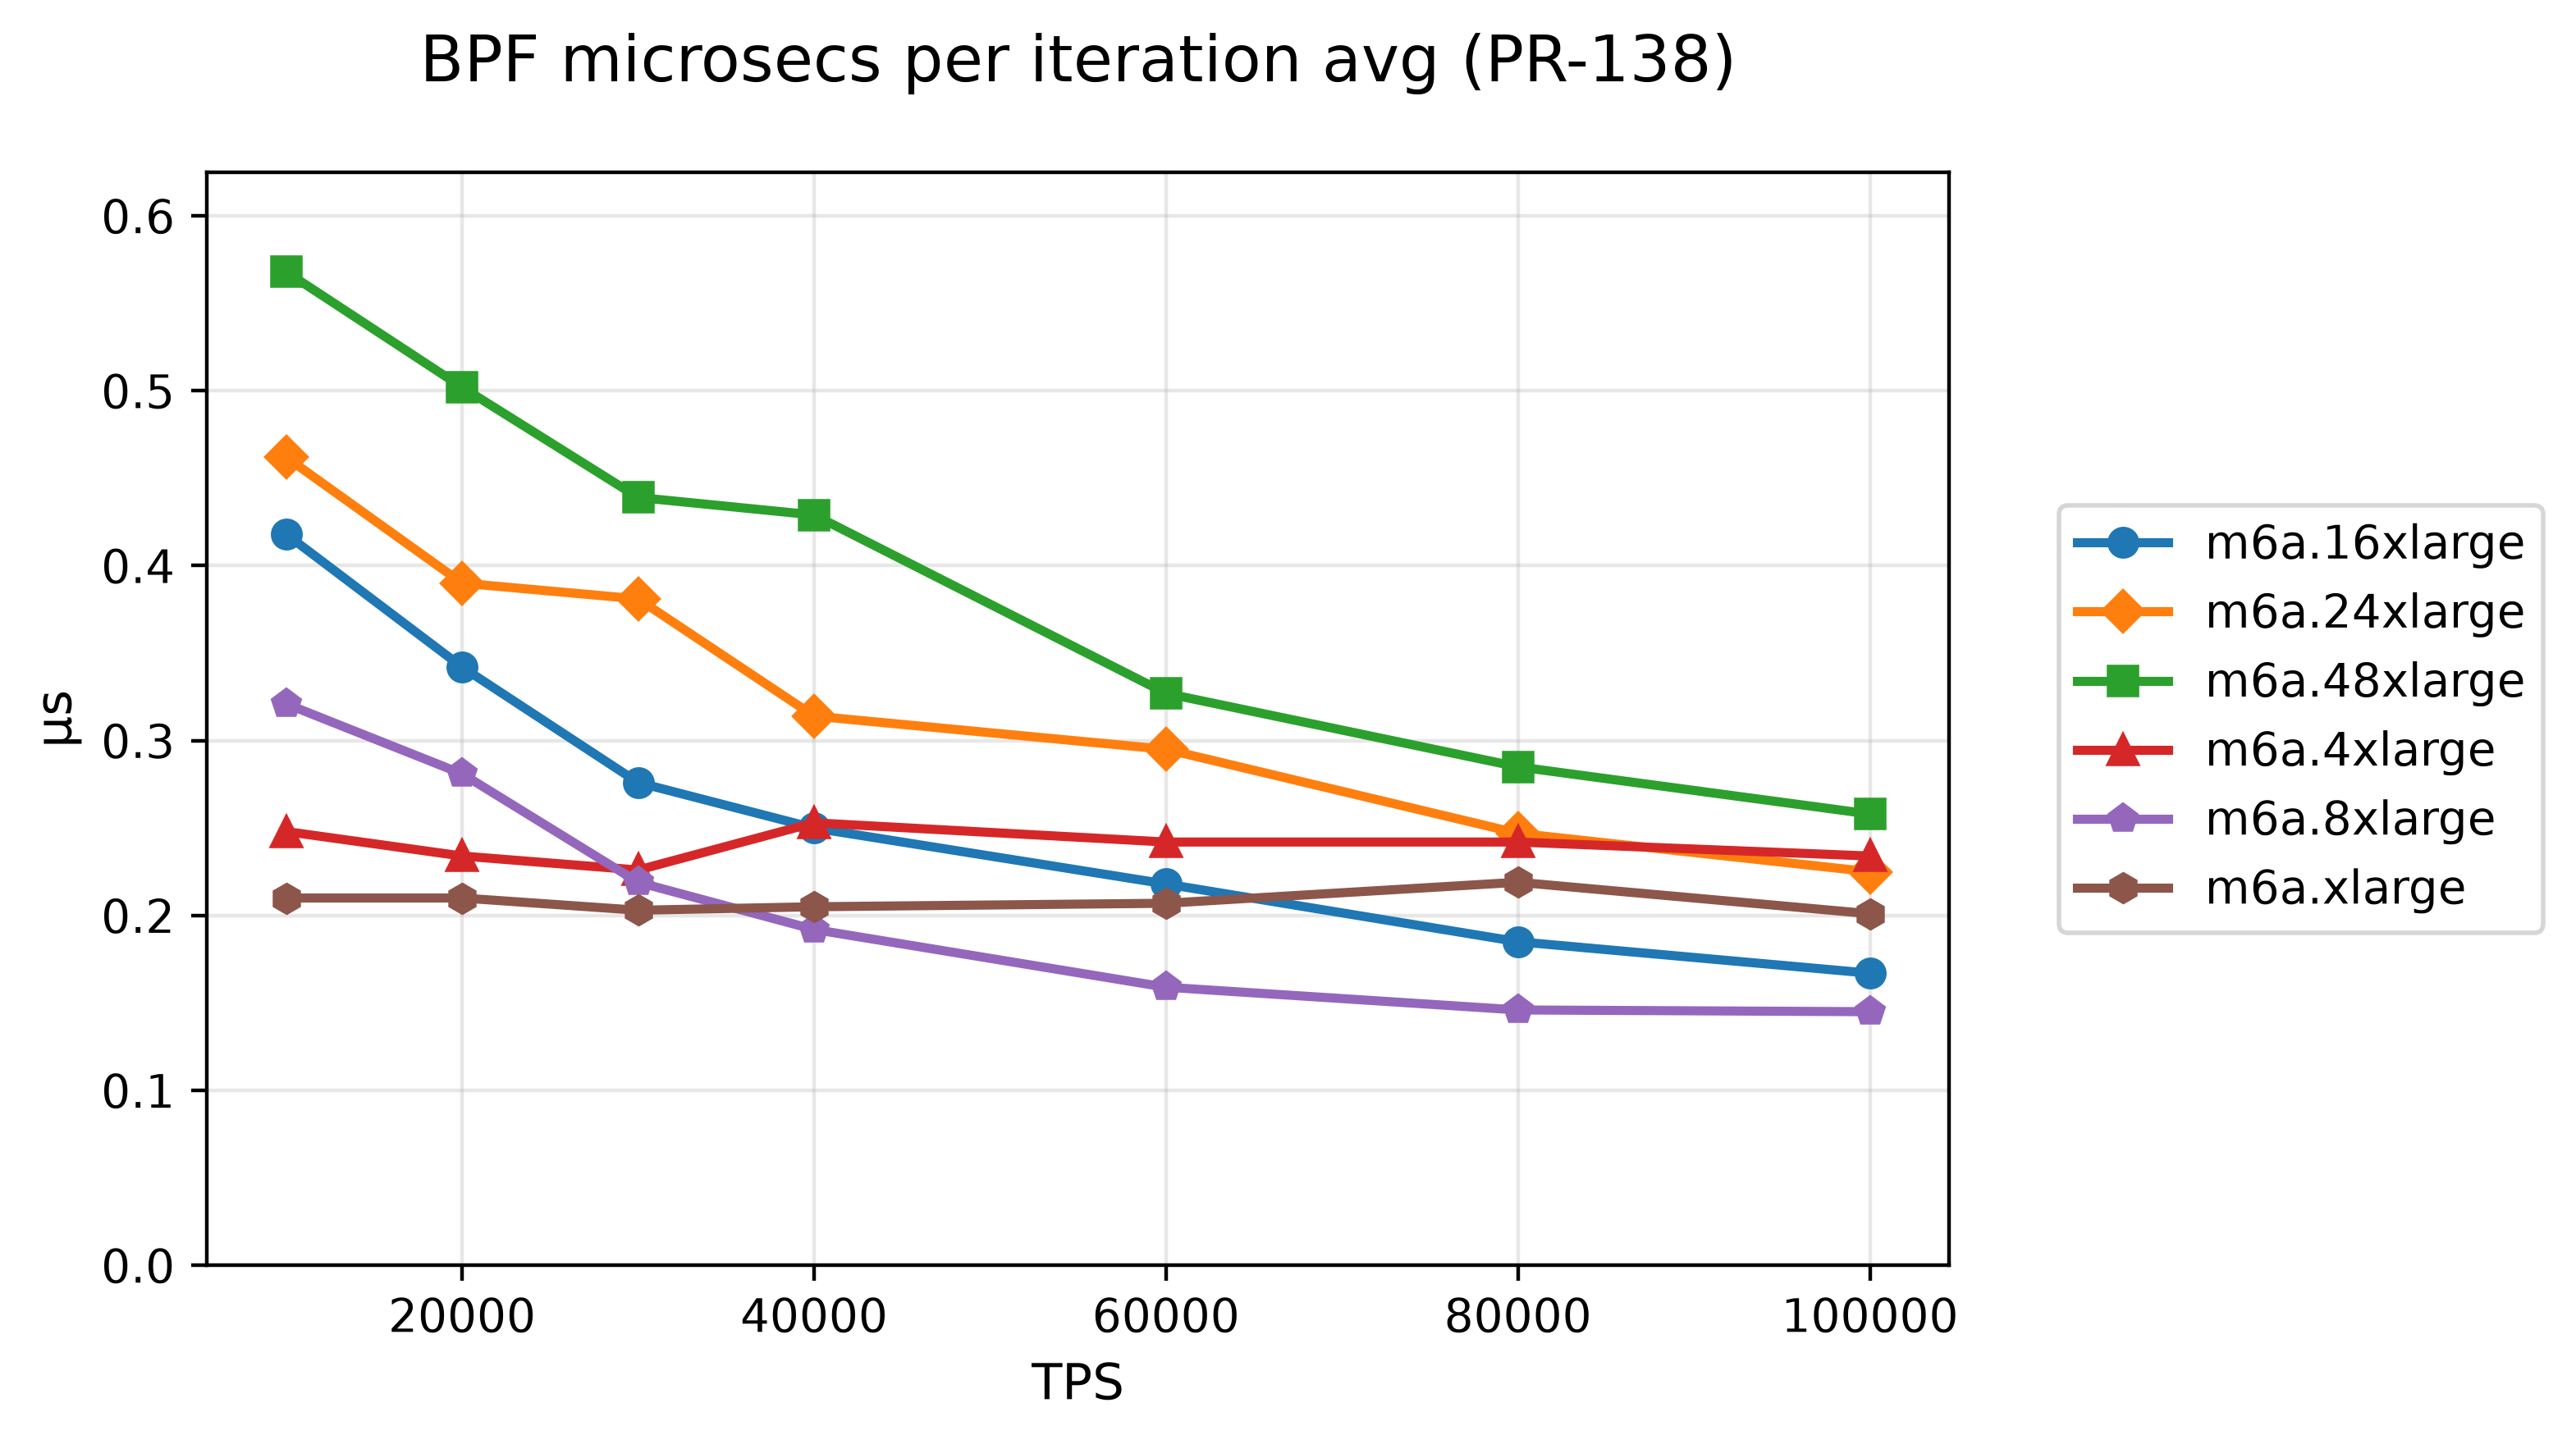 BPF microsecs per iteration avg (PR-138)
0.6
0.5
0.4
0.3
0.2
0.1
0.0
µs
20000 40000 60000 80000 100000
TPS
m6a.16xlarge
m6a.24xlarge
m6a.48xlarge
m6a.4xlarge
m6a.8xlarge
m6a.xlarge